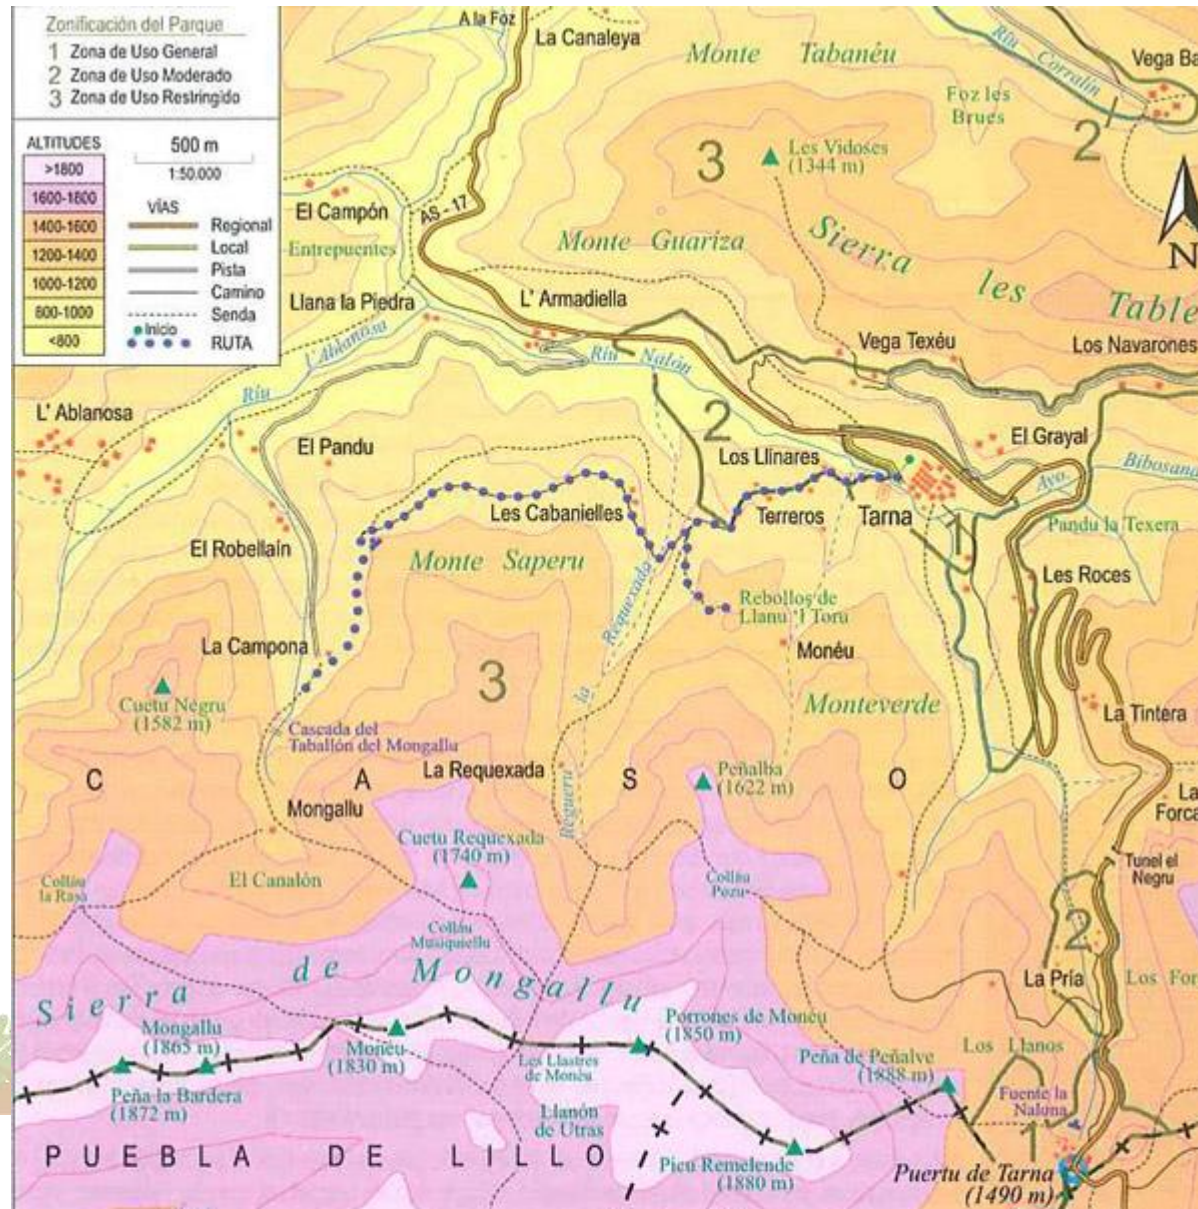 Zonificación del Parque
1 Zona de Uso General
2 Zona de Uso Moderado
3 Zona de Uso Restringido
ALTITUDES
>1800
1600-1800
1400-1600
1200-1400
1000-1200
800-1000
<800
500 m
1:50.000
VÍAS
Regional
Local
Pista
Camino
Senda
Inicio
RUTA
A la Foz
La Canaleya
Monte Tabanéu
Ríu Corralín
Vega Ba
Foz les
Brues
2
3
Les Vidoses
(1344 m)
El Campón
AS-17
Entrepuentes
Monte Guariza
Sierra les Table
N
Llana la Piedra
L' Armadiella
Ríu l'Ablanosa
Ríu Nalón
Vega Texéu
Los Navarones
L' Ablanosa
El Pandu
2
Los Llinares
El Grayal
Ayo. Bibosand
Les Cabanielles
Terreros
Tarna
1
Pandu la Texera
El Robellaín
Monte Saperu
Les Roces
Rebollos de
Llanu 'l Toru
Regueru la Requexada
La Campona
Monéu
3
Cuetu Negru
(1582 m)
Monteverde
La Tintera
Cascada del
Taballón del Mongallu
C A S O
La Requexada
Peñalba
(1622 m)
La
Forca
Mongallu
Cuetu Requexada
(1740 m)
Tunel el
Negru
Colláu
la Rasa
El Canalón
Colláu
Pozu
Colláu
Musiquiellu
2
Sierra de Mongallu
La Pría
Los For
Mongallu
(1865 m)
Monéu
(1830 m)
Porrones de Monéu
(1850 m)
Les Llastres
de Monéu
Peña de Peñalve
(1888 m)
Los Llanos
Peña la Bardera
(1872 m)
Llanón
de Utras
Fuente la
Nalona
1
PUEBLA DE LILLO
Picu Remelende
(1880 m)
Puertu de Tarna
(1490 m)